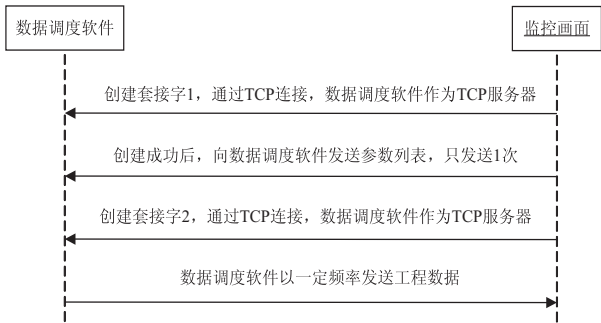 数据调度软件
监控画面
创建套接字1，通过TCP连接，数据调度软件作为TCP服务器
创建成功后，向数据调度软件发送参数列表，只发送1次
创建套接字2，通过TCP连接，数据调度软件作为TCP服务器
数据调度软件以一定频率发送工程数据